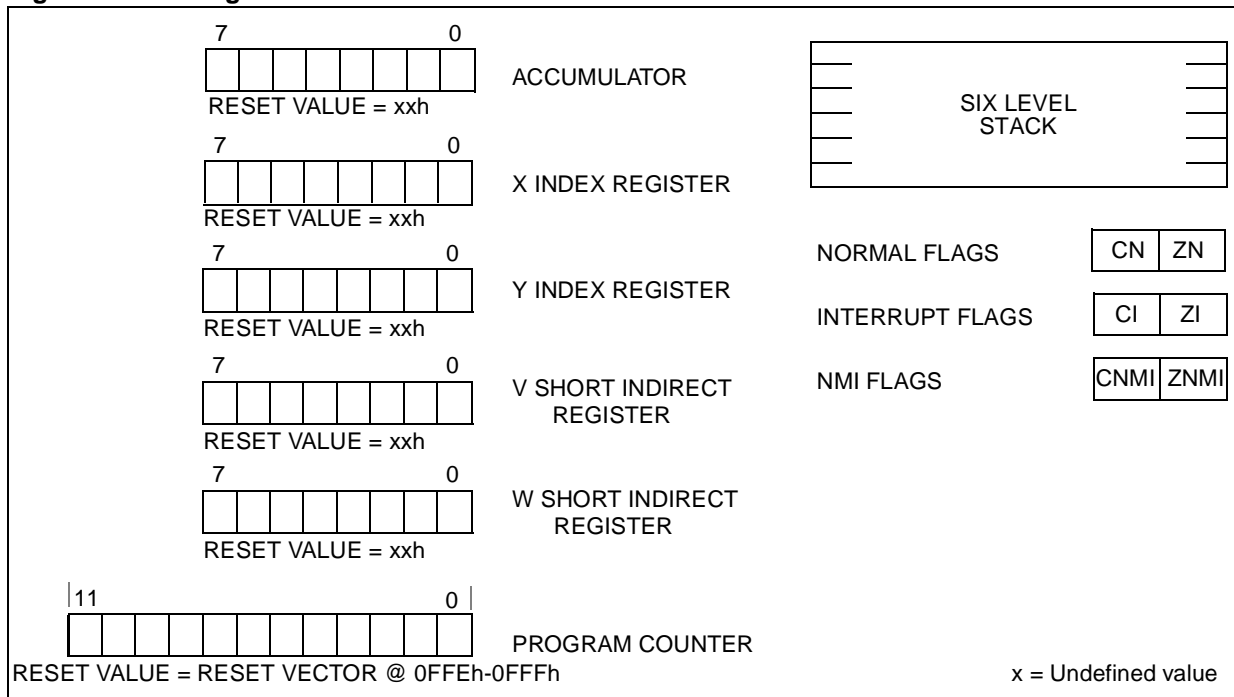 7 0
ACCUMULATOR
RESET VALUE = xxh
7 0
X INDEX REGISTER
RESET VALUE = xxh
7 0
Y INDEX REGISTER
RESET VALUE = xxh
7 0
V SHORT INDIRECT
REGISTER
RESET VALUE = xxh
7 0
W SHORT INDIRECT
REGISTER
RESET VALUE = xxh
11 0
PROGRAM COUNTER
RESET VALUE = RESET VECTOR @ 0FFEh-0FFFh
SIX LEVEL
STACK
NORMAL FLAGS CN ZN
INTERRUPT FLAGS CI ZI
NMI FLAGS CNMI ZNMI
x = Undefined value